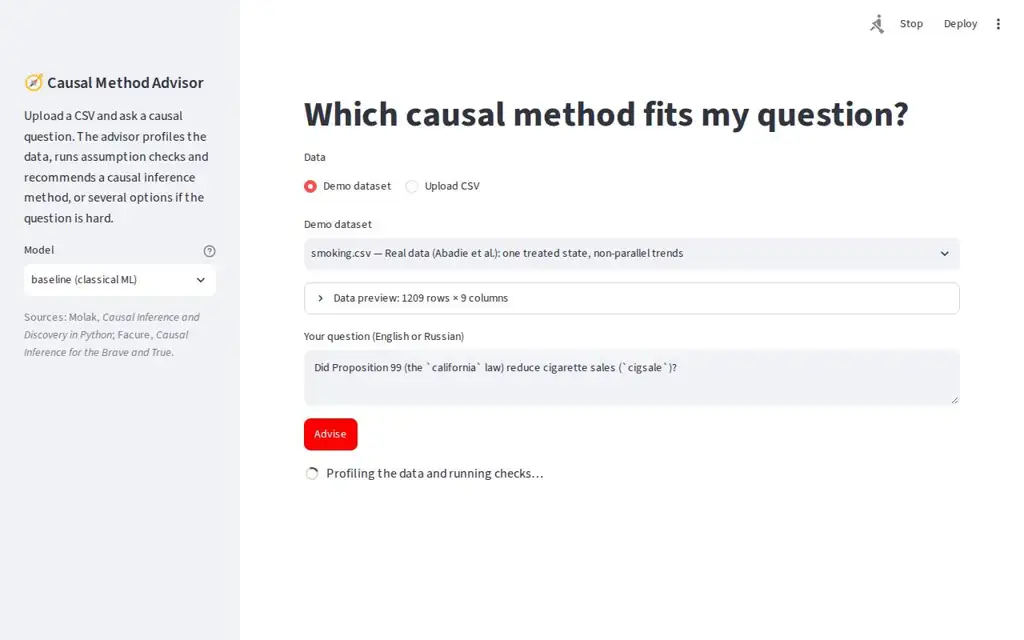 Stop
Deploy
Causal Method Advisor
Upload a CSV and ask a causal
question. The advisor profiles the
data, runs assumption checks and
recommends a causal inference
method, or several options if the
question is hard.
Model
baseline (classical ML)
Sources: Molak, Causal Inference and
Discovery in Python; Facure, Causal
Inference for the Brave and True.
Which causal method fits my question?
Data
Demo dataset
Upload CSV
Demo dataset
smoking.csv — Real data (Abadie et al.): one treated state, non-parallel trends
Data preview: 1209 rows × 9 columns
Your question (English or Russian)
Did Proposition 99 (the `california` law) reduce cigarette sales (`cigsale`)?
Advise
Profiling the data and running checks...